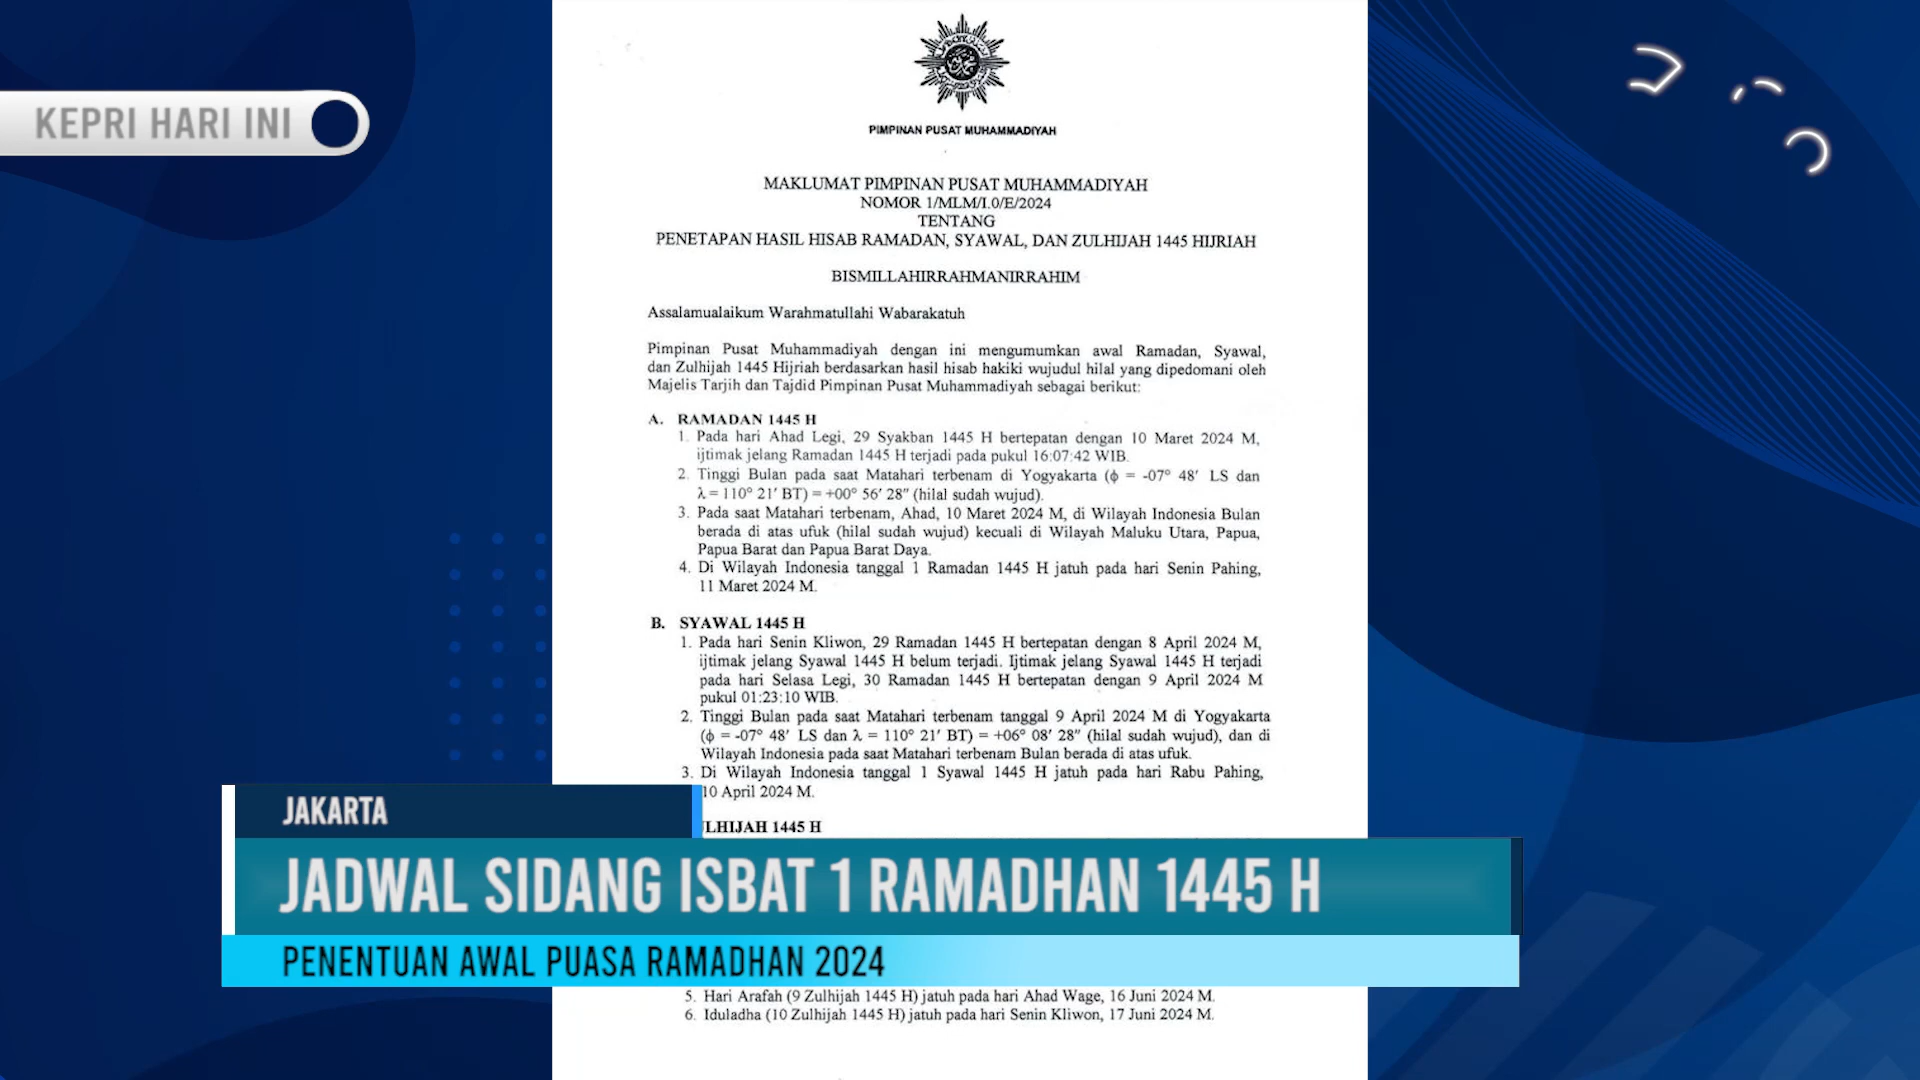 KEPRI HARI INI
PIMPINAN PUSAT MUHAMMADIYAH
MAKLUMAT PIMPINAN PUSAT MUHAMMADIYAH
NOMOR 1/MLM/I.0/E/2024
TENTANG
PENETAPAN HASIL HISAB RAMADAN, SYAWAL, DAN ZULHIJAH 1445 HIJRIAH
BISMILLAHIRRAHMANIRRAHIM
Assalamualaikum Warahmatullahi Wabarakatuh
Pimpinan Pusat Muhammadiyah dengan ini mengumumkan awal Ramadan, Syawal,
dan Zulhijah 1445 Hijriah berdasarkan hasil hisab hakiki wujudul hilal yang dipedomani oleh
Majelis Tarjih dan Tajdid Pimpinan Pusat Muhammadiyah sebagai berikut:
A. RAMADAN 1445 H
1. Pada hari Ahad Legi, 29 Syakban 1445 H bertepatan dengan 10 Maret 2024 M,
ijtimak jelang Ramadan 1445 H terjadi pada pukul 16:07:42 WIB.
2. Tinggi Bulan pada saat Matahari terbenam di Yogyakarta (ϕ = -07° 48′ LS dan
λ = 110° 21′ BT) = +00° 56′ 28″ (hilal sudah wujud).
3. Pada saat Matahari terbenam, Ahad, 10 Maret 2024 M, di Wilayah Indonesia Bulan
berada di atas ufuk (hilal sudah wujud) kecuali di Wilayah Maluku Utara, Papua,
Papua Barat dan Papua Barat Daya.
4. Di Wilayah Indonesia tanggal 1 Ramadan 1445 H jatuh pada hari Senin Pahing,
11 Maret 2024 M.
B. SYAWAL 1445 H
1. Pada hari Senin Kliwon, 29 Ramadan 1445 H bertepatan dengan 8 April 2024 M,
ijtimak jelang Syawal 1445 H belum terjadi. Ijtimak jelang Syawal 1445 H terjadi
pada hari Selasa Legi, 30 Ramadan 1445 H bertepatan dengan 9 April 2024 M
pukul 01:23:10 WIB.
2. Tinggi Bulan pada saat Matahari terbenam tanggal 9 April 2024 M di Yogyakarta
(ϕ = -07° 48′ LS dan λ = 110° 21′ BT) = +06° 08′ 28″ (hilal sudah wujud), dan di
Wilayah Indonesia pada saat Matahari terbenam Bulan berada di atas ufuk.
3. Di Wilayah Indonesia tanggal 1 Syawal 1445 H jatuh pada hari Rabu Pahing,
10 April 2024 M.
LHIJAH 1445 H
JAKARTA
JADWAL SIDANG ISBAT 1 RAMADHAN 1445 H
PENENTUAN AWAL PUASA RAMADHAN 2024
5. Hari Arafah (9 Zulhijah 1445 H) jatuh pada hari Ahad Wage, 16 Juni 2024 M.
6. Iduladha (10 Zulhijah 1445 H) jatuh pada hari Senin Kliwon, 17 Juni 2024 M.